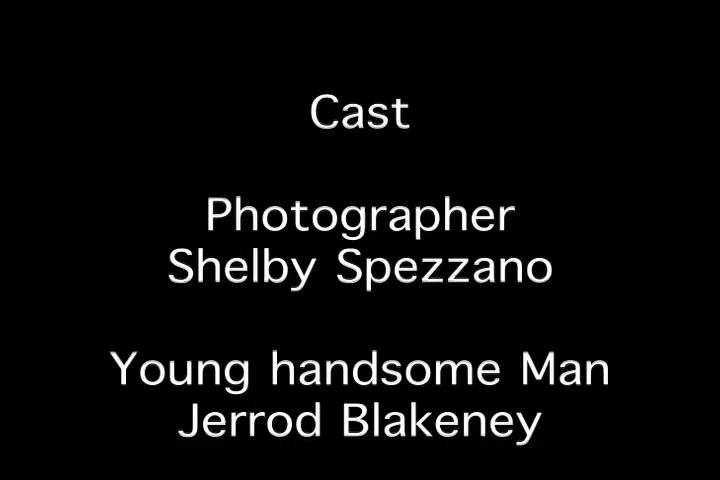 Cast
Photographer
Shelby Spezzano
Young handsome Man
Jerrod Blakeney